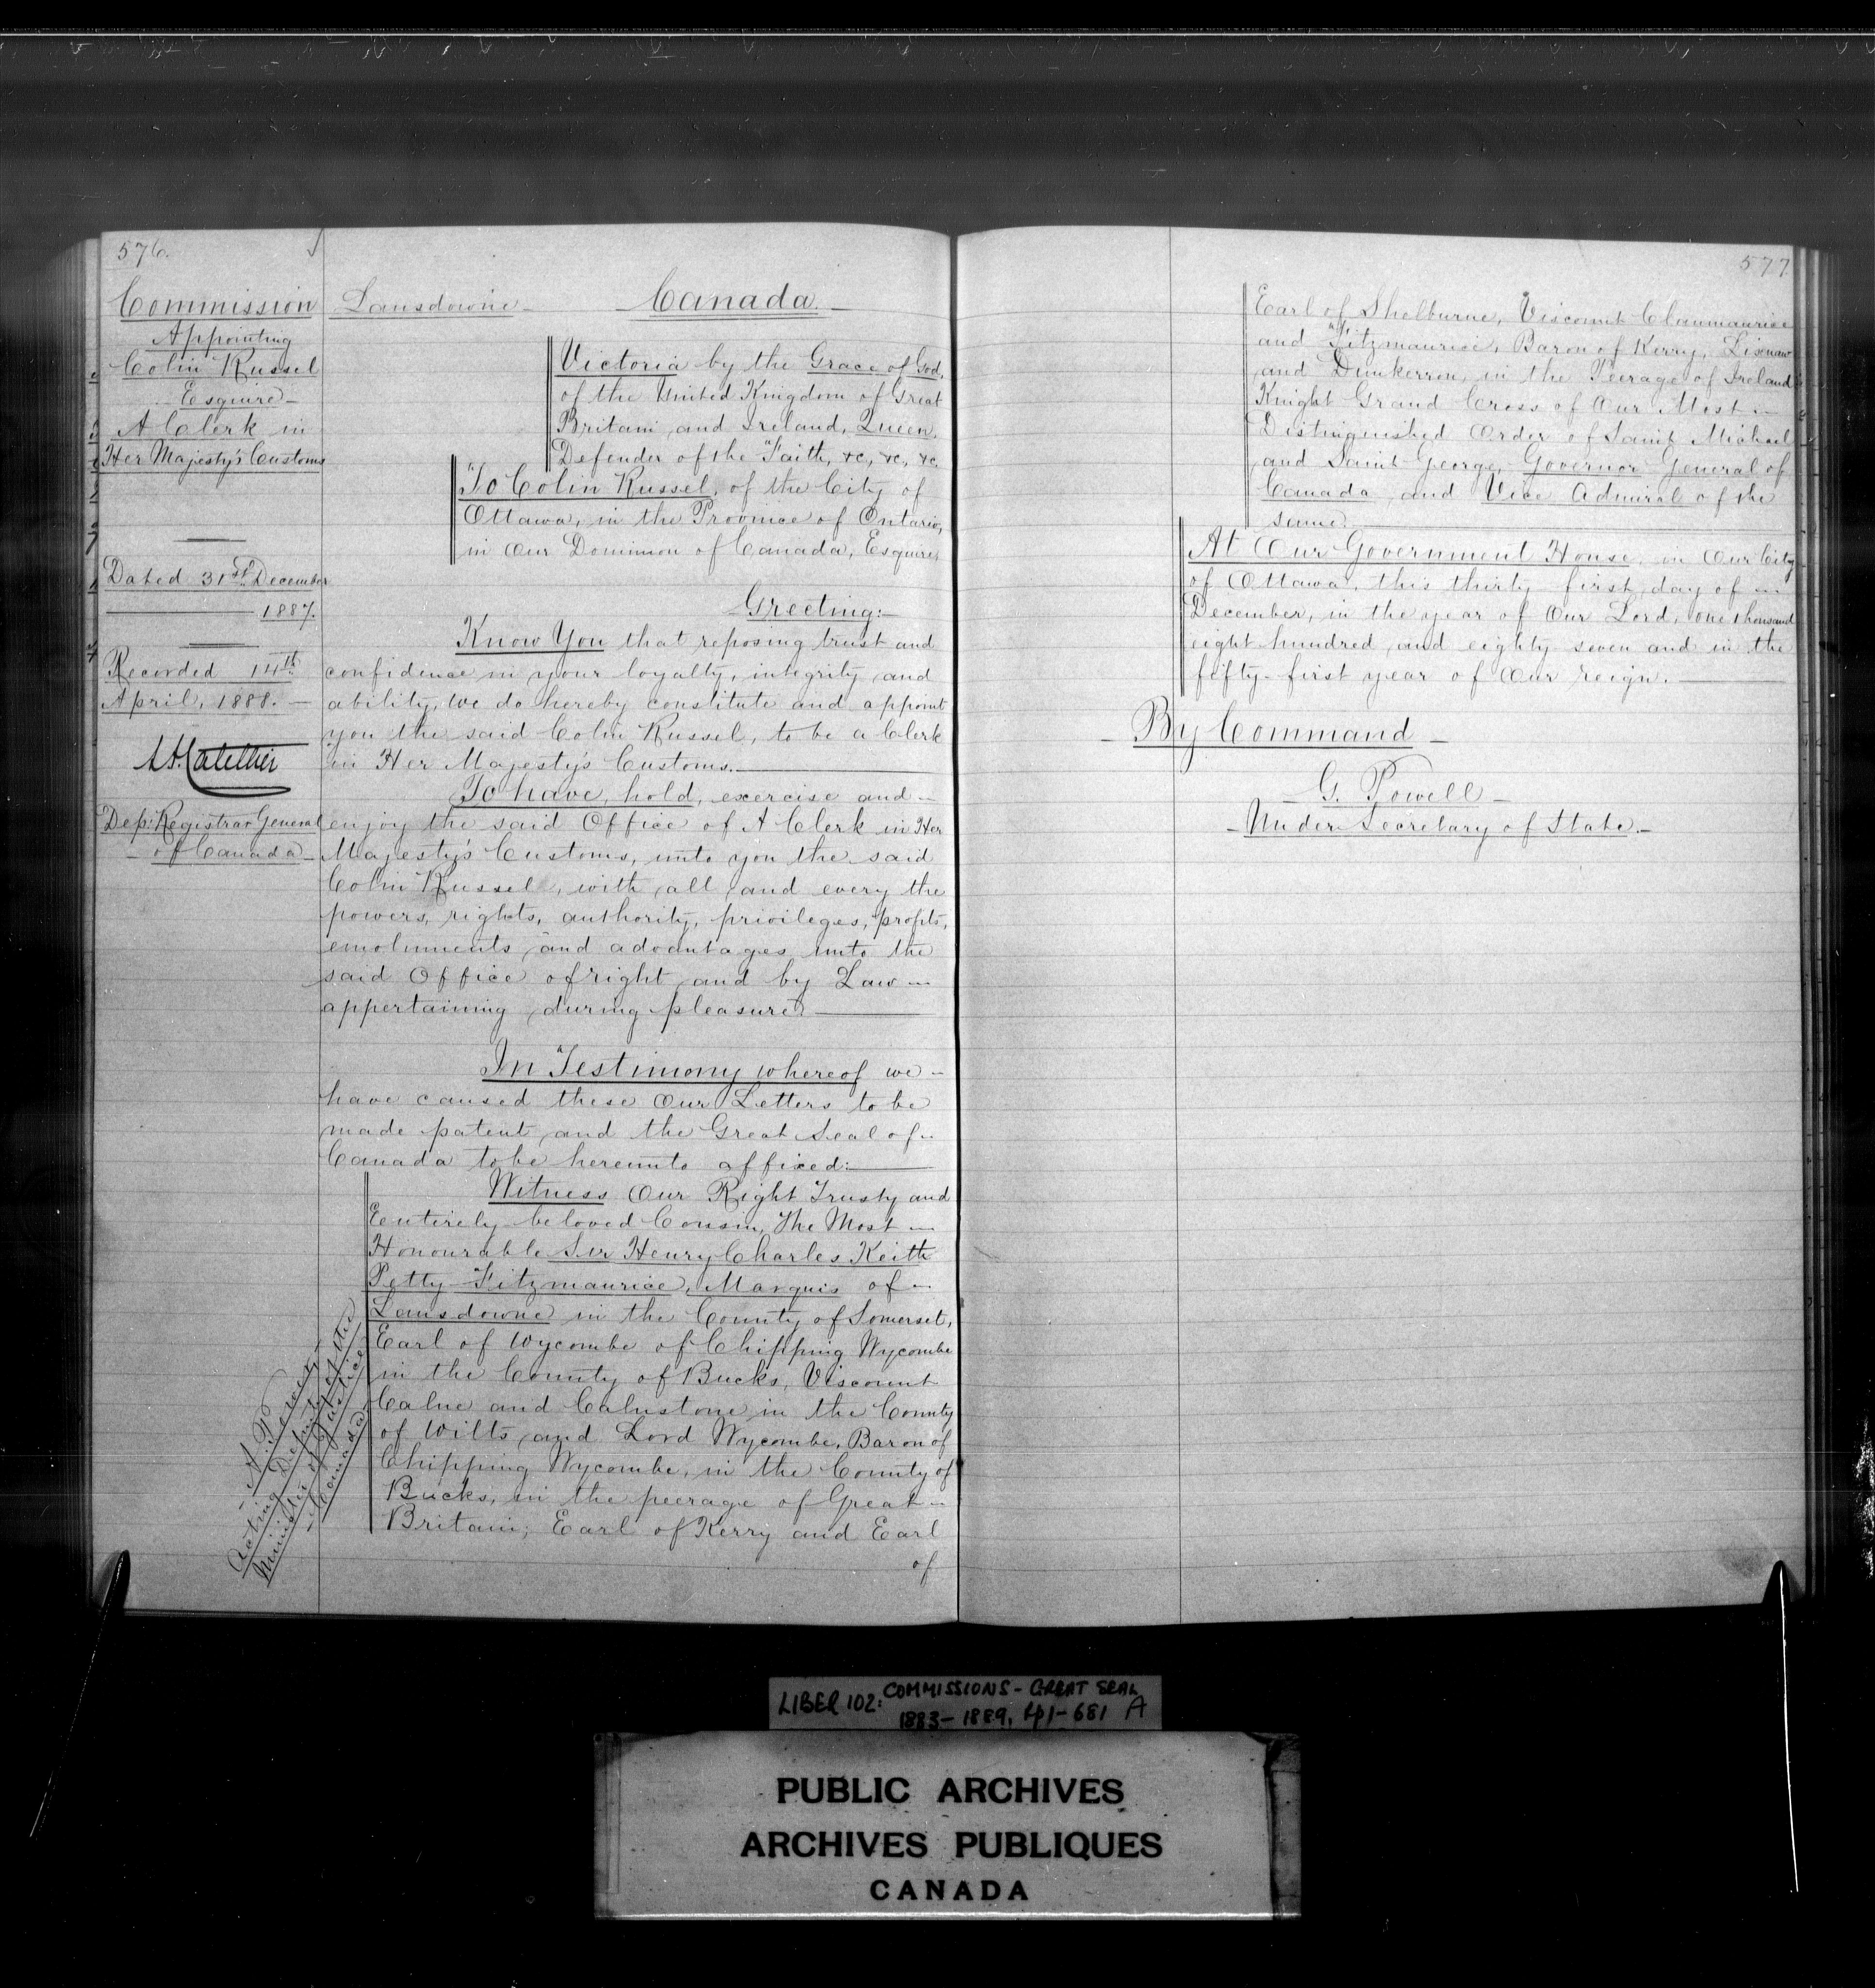 576.
Commission
Appointing
Colin Russel
Esquire
A Clerk in
Her Majesty's Customs
Dated 31st December
1887.
Recorded 14th
April, 1888.
Dep: Registrar General
of Canada
Lansdowne
Canada.
Victoria by the Grace of God,
of the United Kingdom of Great
Britain and Ireland, Queen,
Defender of the Faith, &c, &c, &c.
To Colin Russel, of the City of
Ottawa, in the Province of Ontario,
in Our Dominion of Canada, Esquire,
Greeting:
Know You that reposing trust and
confidence in your loyalty, integrity and
ability, we do hereby constitute and appoint
you the said Colin Russel, to be a Clerk
in Her Majesty's Customs.
To have, hold, exercise and
enjoy the said Office of A Clerk in Her
Majesty's Customs, unto you the said
Colin Russel, with all and every the
powers, rights, authority, privileges, profits,
emoluments and advantages unto the
said Office of right and by Law
appertaining during pleasure.
In Testimony whereof we
have caused these Our Letters to be
made patent and the Great Seal of
Canada to be hereunto affixed:
Witness Our Right Trusty and
Eentirely beloved Cousin, The Most
Honourable Sir Henry Charles Keith
Petty Fitzmaurice, Marquis of
Lansdowne in the County of Somerset,
Earl of Wycombe of Chipping Wycombe
in the County of Bucks, Viscount
Calne and Calnstone in the County
of Wilts, and Lord Wycombe, Baron of
Chipping Wycombe, in the County of
Bucks, in the peerage of Great
Britain; Earl of Kerry and Earl
of
A. Power
Acting Deputy of the
Minister of Justice
Canada
577
Earl of Shelburne, Viscount Clanmaurice
and Fitzmaurice, Baron of Kerry, Lixnaw
and Dunkerron, in the Peerage of Ireland;
Knight Grand Cross of Our Most
Distinguished Order of Saint Michael
and Saint George, Governor General of
Canada and Vice Admiral of the
same.
At Our Government House, in Our City
of Ottawa, this thirty first day of
December, in the year of Our Lord, one thousand
eight hundred and eighty seven and in the
fifty-first year of Our reign.
By Command
G. Powell
Under Secretary of State.
LIBER 102: COMMISSIONS - GREAT SEAL
1883-1889, pp1-681 A
PUBLIC ARCHIVES
ARCHIVES PUBLIQUES
CANADA